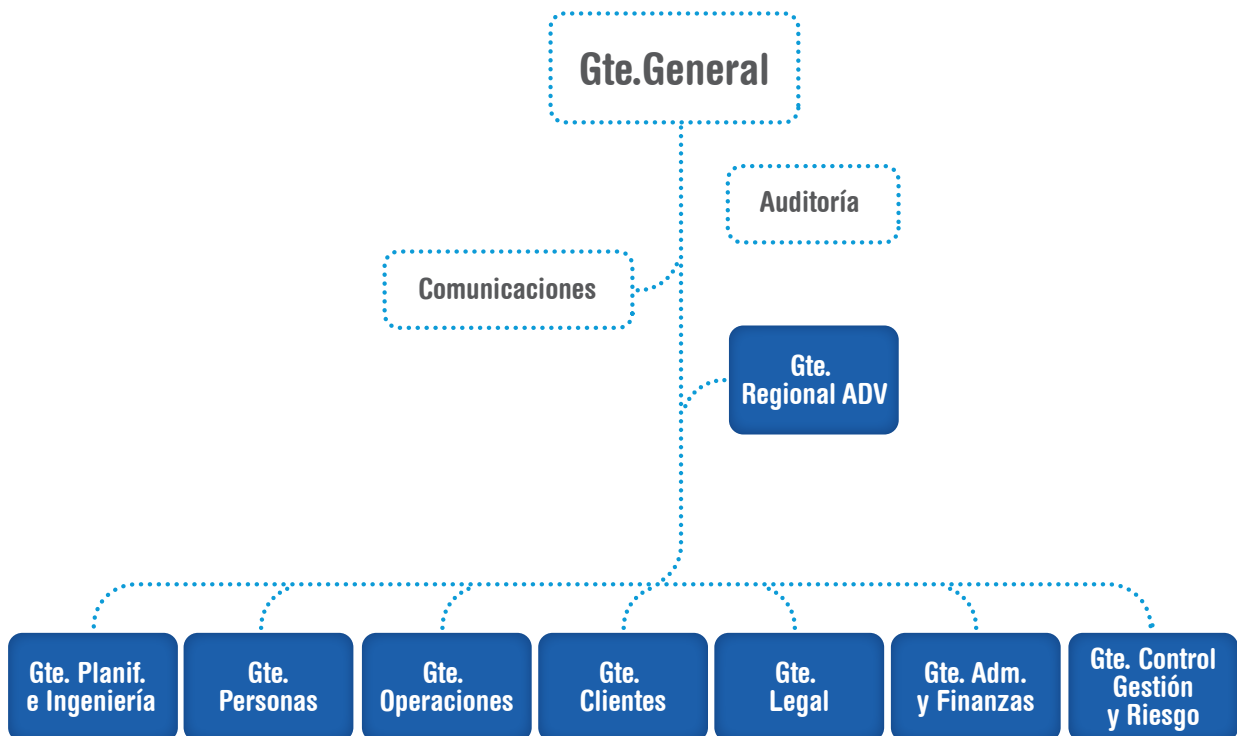 Gte.General
Auditoría
Comunicaciones
Gte.
Regional ADV
Gte. Planif.
e Ingeniería
Gte.
Personas
Gte.
Operaciones
Gte.
Clientes
Gte.
Legal
Gte. Adm.
y Finanzas
Gte. Control
Gestión
y Riesgo